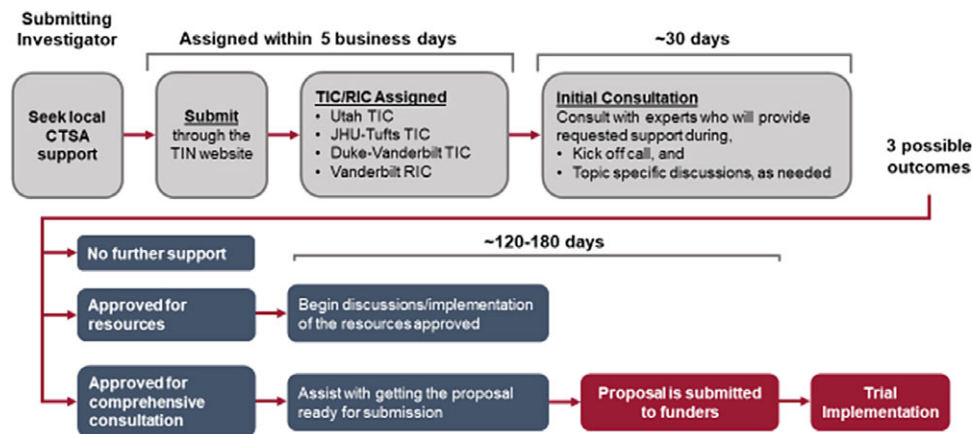 Submitting
Investigator
Assigned within 5 business days
~30 days
Seek local
CTSA
support
Submit
through the
TIN website
TIC/RIC Assigned
• Utah TIC
• JHU-Tufts TIC
• Duke-Vanderbilt TIC
• Vanderbilt RIC
Initial Consultation
Consult with experts who will provide
requested support during,
• Kick off call, and
• Topic specific discussions, as needed
3 possible
outcomes
~120-180 days
No further support
Approved for
resources
Begin discussions/implementation
of the resources approved
Approved for
comprehensive
consultation
Assist with getting the proposal
ready for submission
Proposal is submitted
to funders
Trial
Implementation